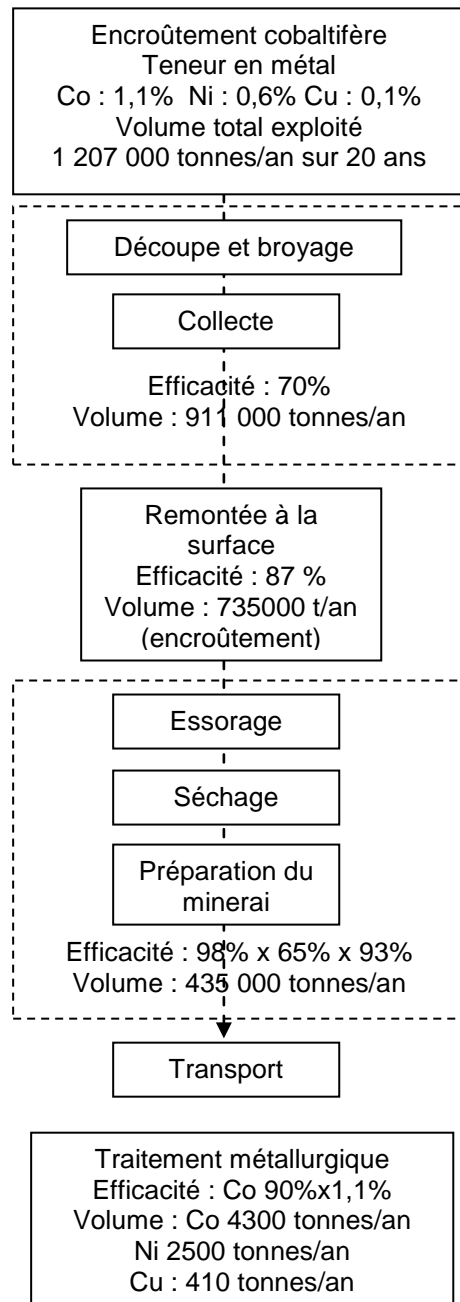 Encroûtement cobaltifère
Teneur en métal
Co : 1,1%  Ni : 0,6% Cu : 0,1%
Volume total exploité
1 207 000 tonnes/an sur 20 ans
Découpe et broyage
Collecte
Efficacité : 70%
Volume : 911 000 tonnes/an
Remontée à la
surface
Efficacité : 87 %
Volume : 735000 t/an
(encroûtement)
Essorage
Séchage
Préparation du
minerai
Efficacité : 98% x 65% x 93%
Volume : 435 000 tonnes/an
Transport
Traitement métallurgique
Efficacité : Co 90%x1,1%
Volume : Co 4300 tonnes/an
Ni 2500 tonnes/an
Cu : 410 tonnes/an